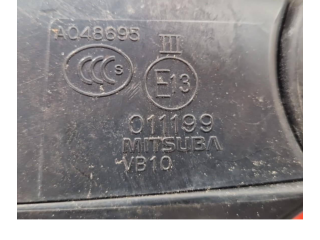 AQ48695
III
CCC S
E13
011199
MITSUBA
VB10